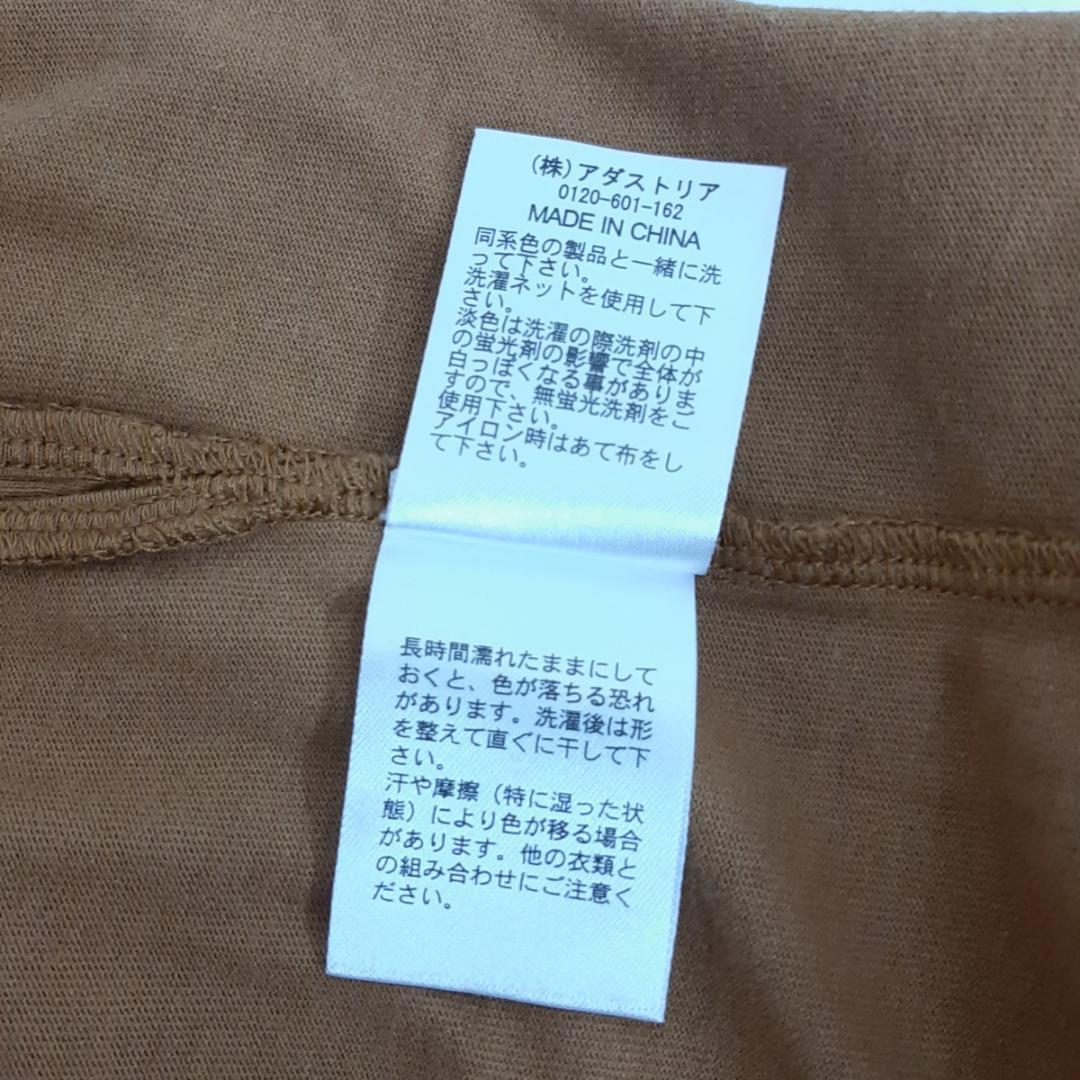 (株)アダストリア
0120-601-162
MADE IN CHINA
同系色の製品と一緒に洗
って下さい。
洗濯ネットを使用して下
さい。
淡色は洗濯の際洗剤の中
の蛍光剤の影響で全体が
白っぽくなる事がありま
すので、無蛍光洗剤をご
使用下さい。
アイロン時はあて布をし
て下さい。
長時間濡れたままにして
おくと、色が落ちる恐れ
があります。洗濯後は形
を整えて直ぐに干して下
さい。
汗や摩擦（特に湿った状
態）により色が移る場合
があります。他の衣類と
の組み合わせにご注意く
ださい。